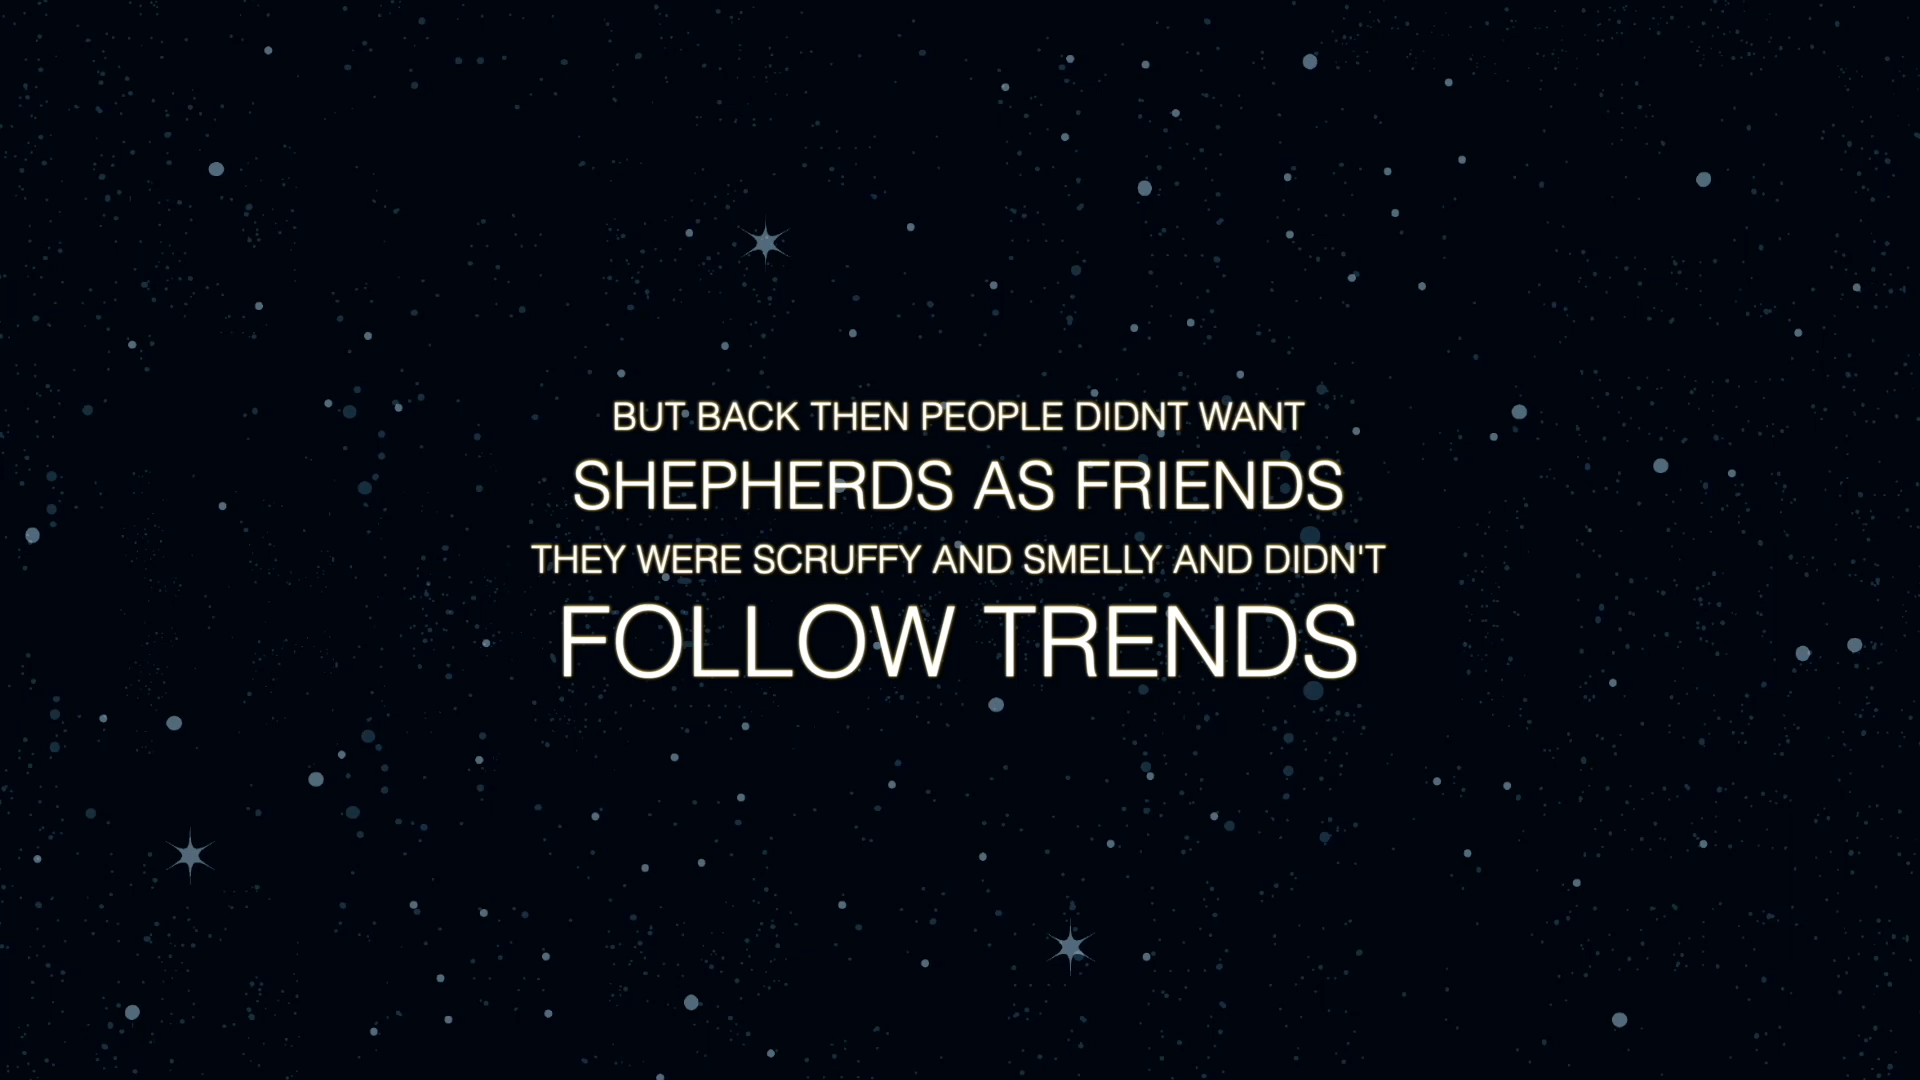 BUT BACK THEN PEOPLE DIDNT WANT
SHEPHERDS AS FRIENDS
THEY WERE SCRUFFY AND SMELLY AND DIDN'T
FOLLOW TRENDS